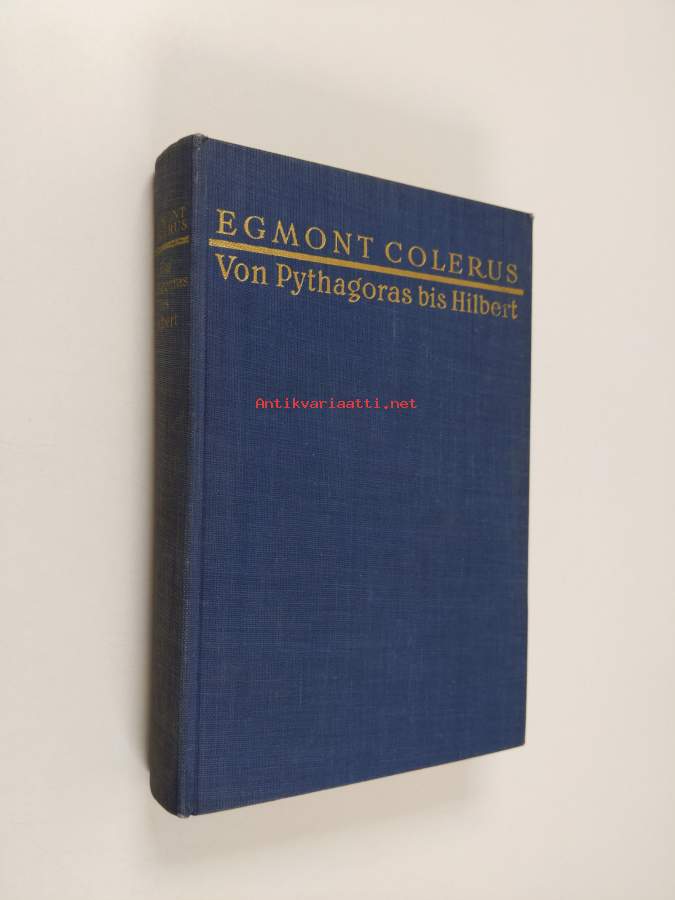 EGMONT COLERUS
Von Pythagoras bis Hilbert
Antikvariaatti.net